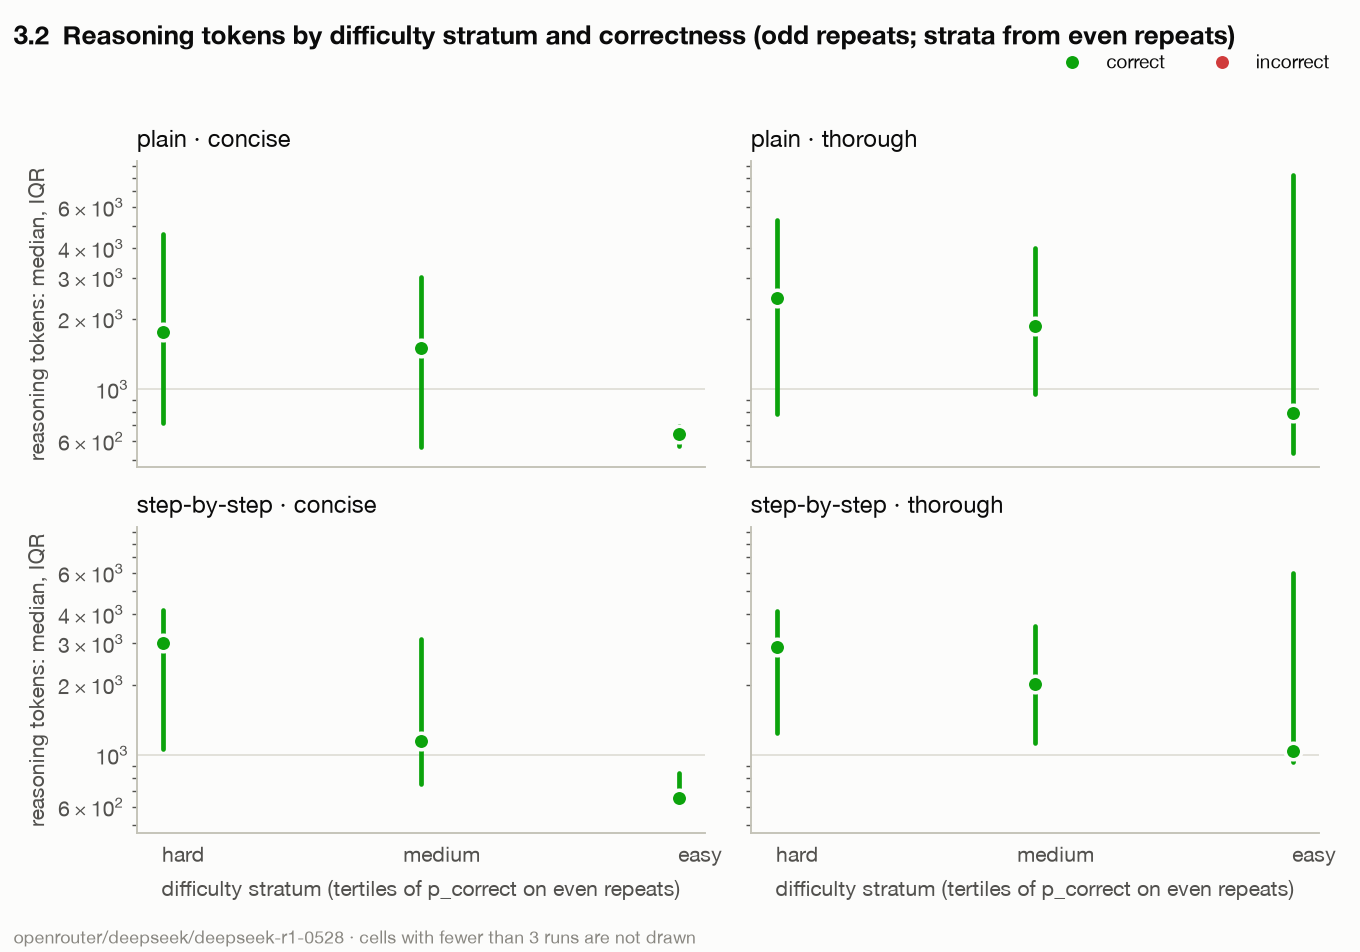 3.2 Reasoning tokens by difficulty stratum and correctness (odd repeats; strata from even repeats)
correct incorrect
plain · concise
reasoning tokens: median, IQR
6 × 10³
4 × 10³
3 × 10³
2 × 10³
10³
6 × 10²
plain · thorough
step-by-step · concise
reasoning tokens: median, IQR
6 × 10³
4 × 10³
3 × 10³
2 × 10³
10³
6 × 10²
hard medium easy
difficulty stratum (tertiles of p_correct on even repeats)
step-by-step · thorough
hard medium easy
difficulty stratum (tertiles of p_correct on even repeats)
openrouter/deepseek/deepseek-r1-0528 · cells with fewer than 3 runs are not drawn